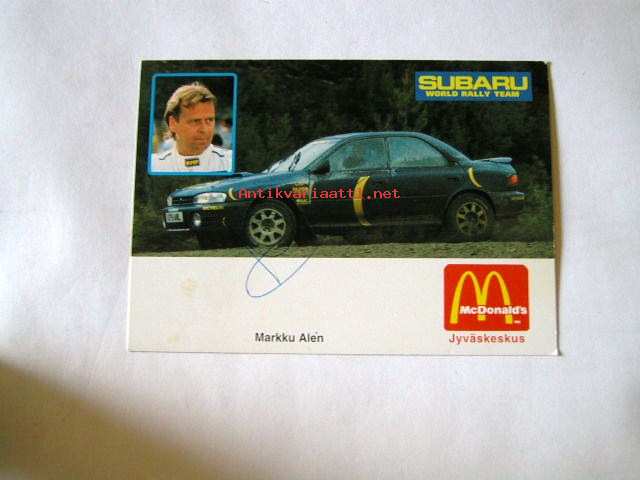 SUBARU
WORLD RALLY TEAM
Antikvariaatti.net
McDonald's
Markku Alén
Jyväskeskus